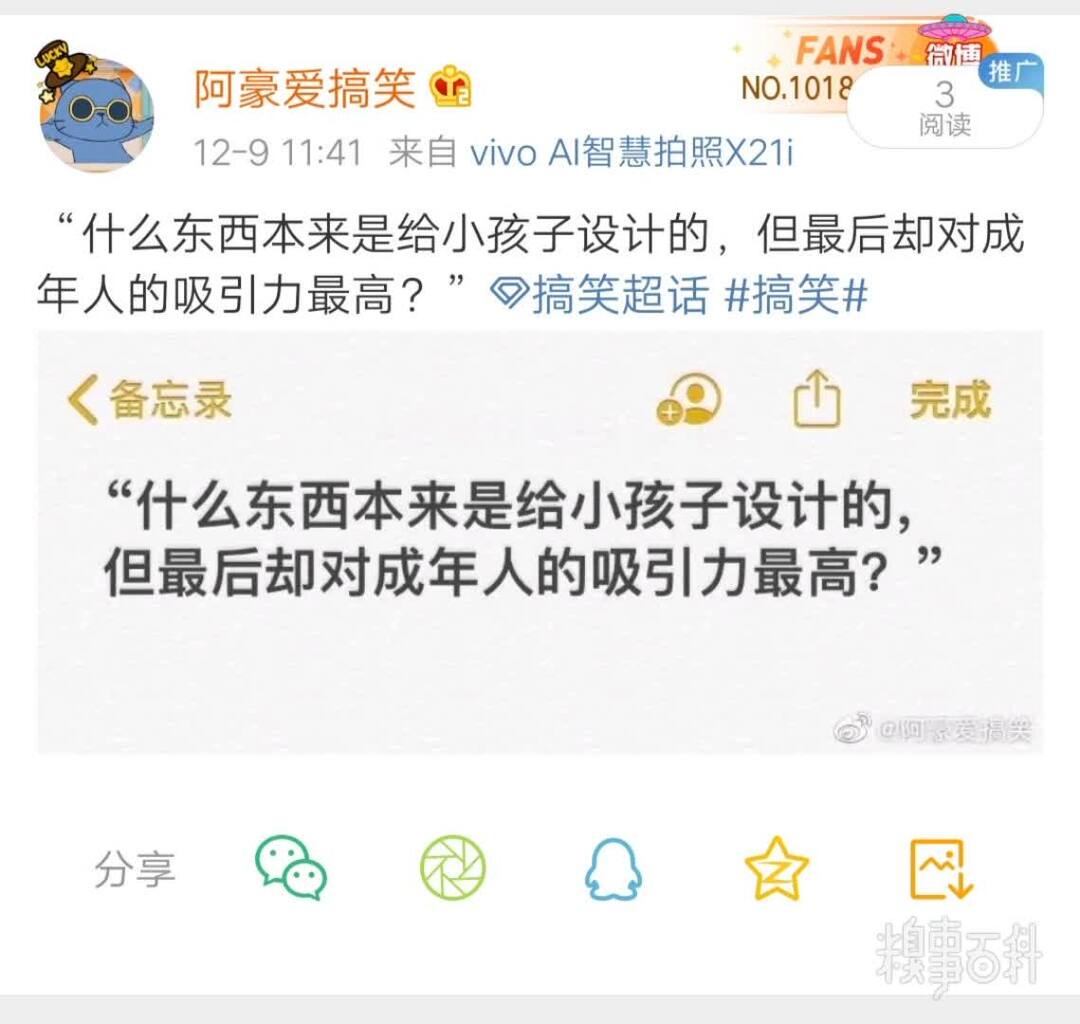 LUCKY
阿豪爱搞笑
FANS
微博
NO.1018
推广
3
阅读
12-9 11:41 来自 vivo AI智慧拍照X21i
“什么东西本来是给小孩子设计的，但最后却对成
年人的吸引力最高？” 搞笑超话 #搞笑#
备忘录
完成
“什么东西本来是给小孩子设计的，
但最后却对成年人的吸引力最高？”
@阿豪爱搞笑
分享
糗事百科